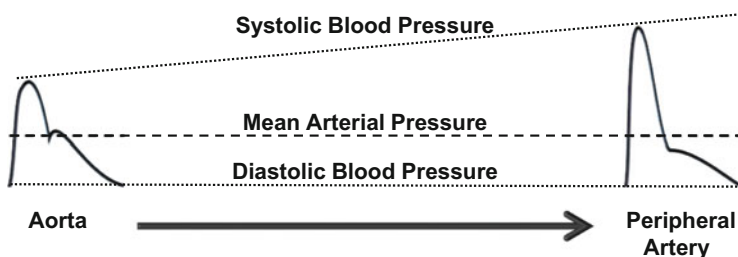 Systolic Blood Pressure
Mean Arterial Pressure
Diastolic Blood Pressure
Aorta
Peripheral
Artery